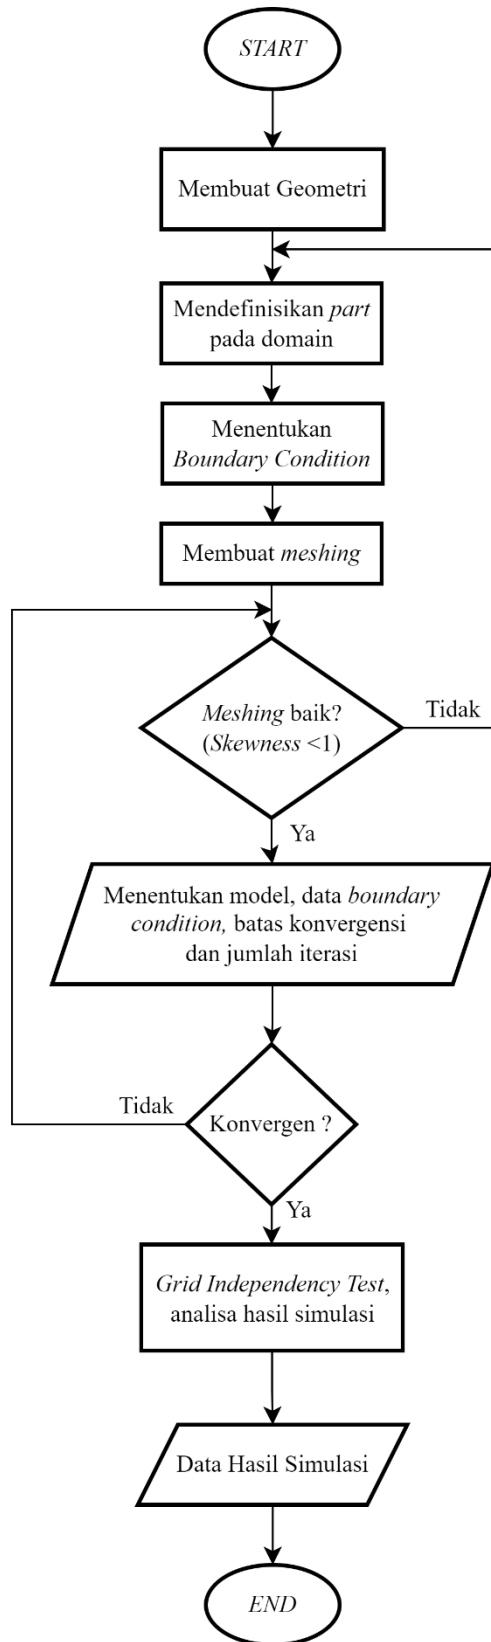 START
Membuat Geometri
Mendefinisikan part
pada domain
Menentukan
Boundary Condition
Membuat meshing
Meshing baik?
(Skewness <1)
Tidak
Ya
Menentukan model, data boundary
condition, batas konvergensi
dan jumlah iterasi
Tidak
Konvergen ?
Ya
Grid Independency Test,
analisa hasil simulasi
Data Hasil Simulasi
END